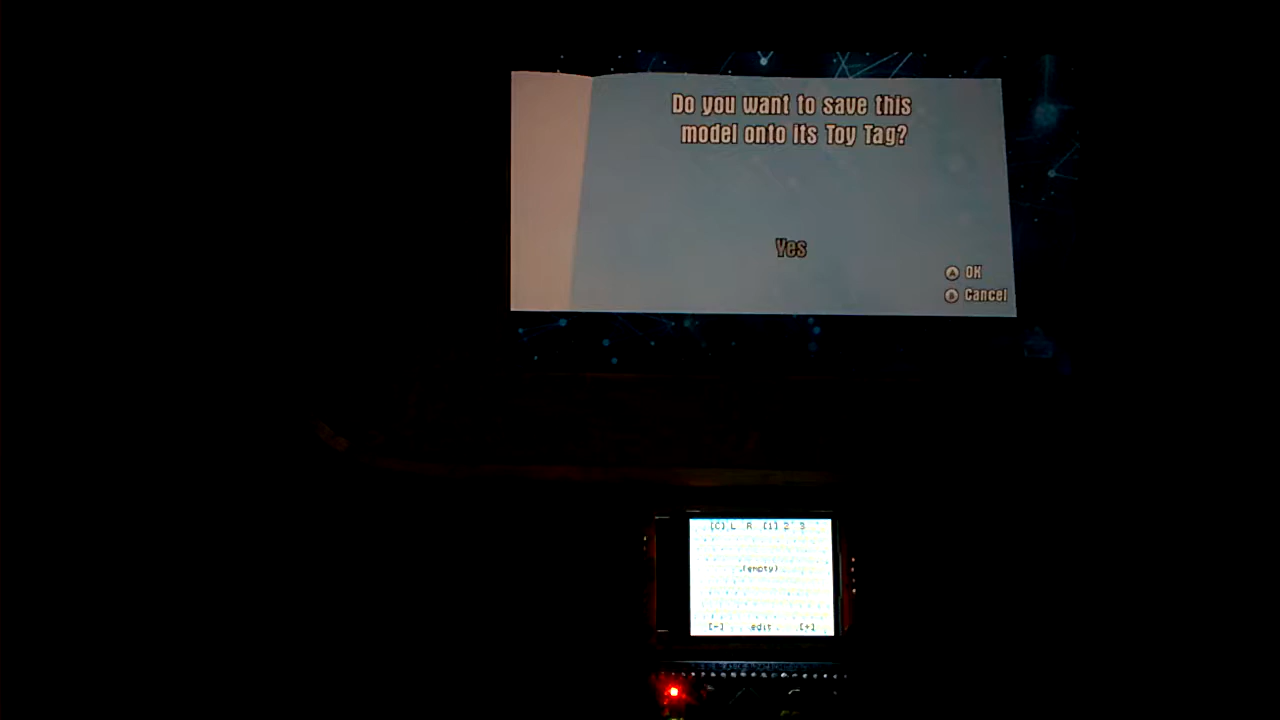 Do you want to save this
model onto its Toy Tag?
Yes
A OK
B Cancel
[C] L R [1] 2 3
(empty)
[-] edit [+]